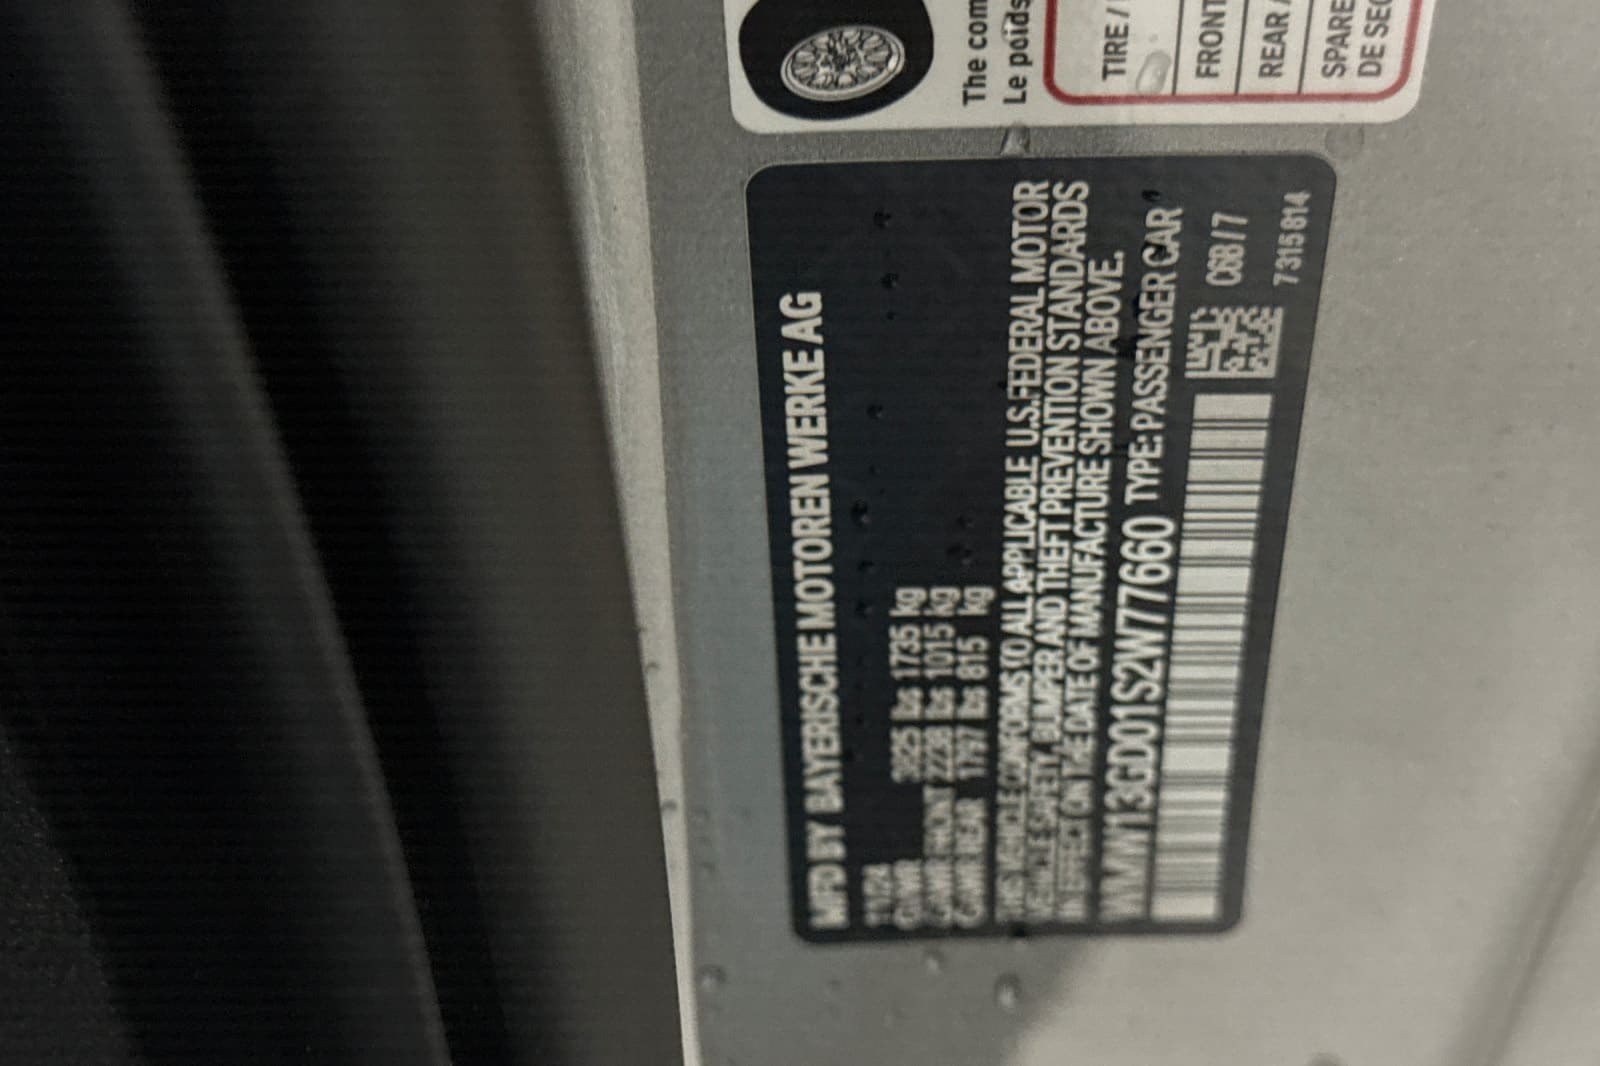 The com
Le poids
TIRE /
FRONT
REAR /
SPARE
DE SEC
MFD BY BAYERISCHE MOTOREN WERKE AG
GVWR 3825 lbs 1735 kg
GAWR FRONT 2238 lbs 1015 kg
GAWR REAR 1797 lbs 815 kg
THIS VEHICLE CONFORMS TO ALL APPLICABLE U.S.FEDERAL MOTOR
VEHICLE SAFETY, BUMPER AND THEFT PREVENTION STANDARDS
IN EFFECT ON THE DATE OF MANUFACTURE SHOWN ABOVE.
WMW13GD01S2W77660 TYPE: PASSENGER CAR
C6B/7
7315814